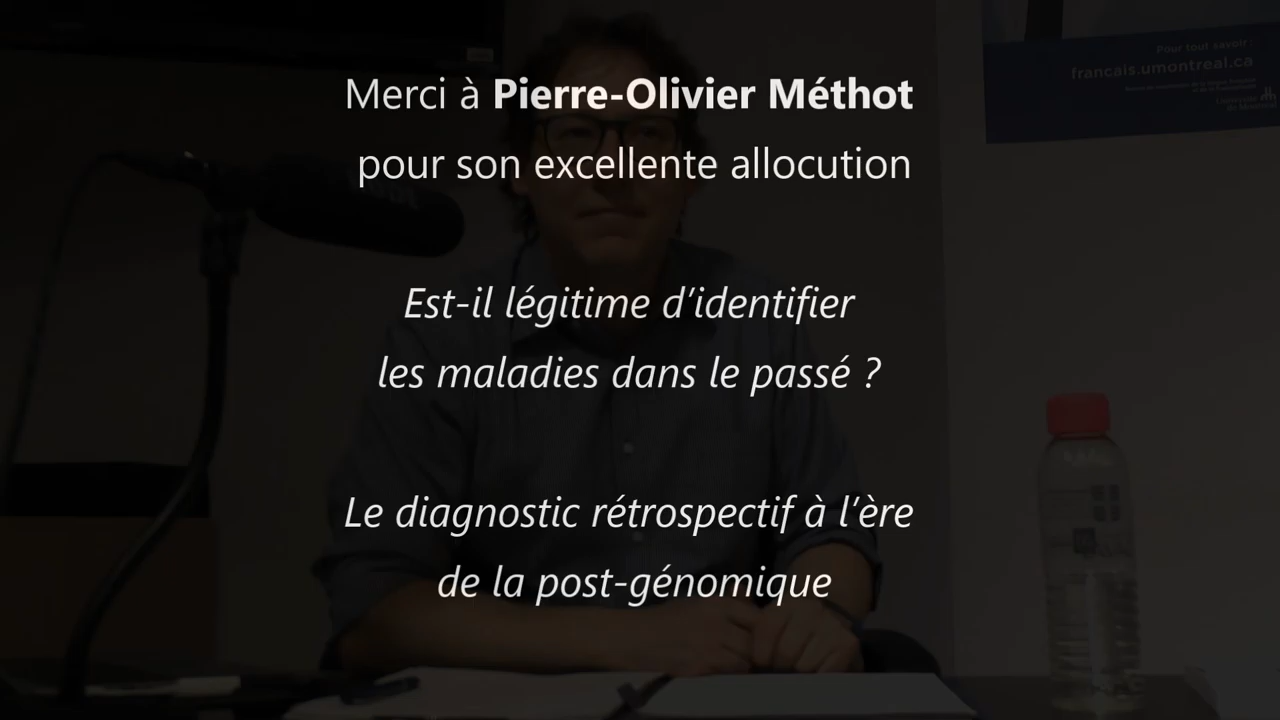 Merci à Pierre-Olivier Méthot
pour son excellente allocution
Est-il légitime d’identifier
les maladies dans le passé ?
Le diagnostic rétrospectif à l’ère
de la post-génomique
Pour tout savoir :
francais.umontreal.ca